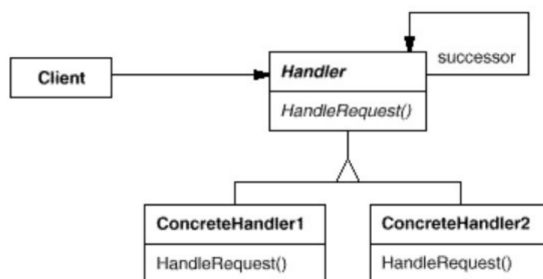 Client
Handler
successor
HandleRequest()
ConcreteHandler1
ConcreteHandler2
HandleRequest()
HandleRequest()